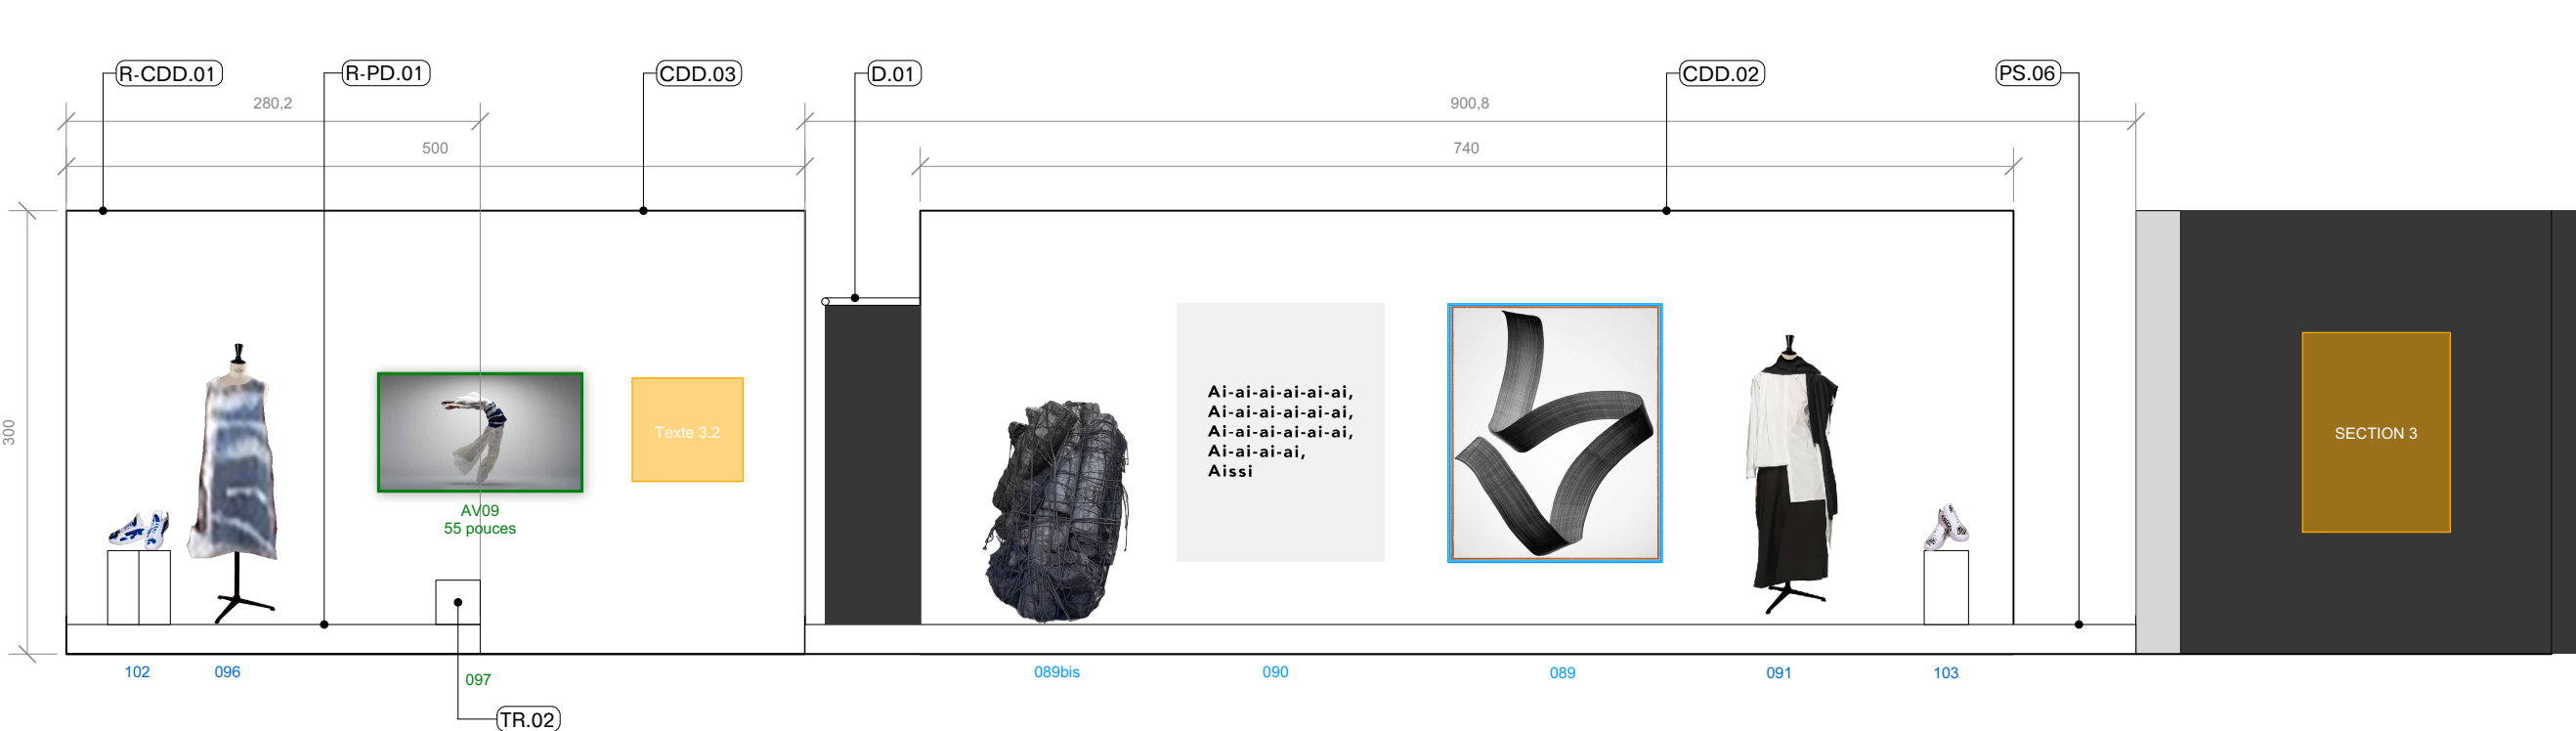 R-CDD.01
R-PD.01
CDD.03
D.01
CDD.02
PS.06
280,2
900,8
500
740
300
Texte 3.2
AV09
55 pouces
Ai-ai-ai-ai-ai-ai,
Ai-ai-ai-ai-ai-ai,
Ai-ai-ai-ai-ai-ai,
Ai-ai-ai-ai,
Aissi
SECTION 3
102
096
097
089bis
090
089
091
103
TR.02